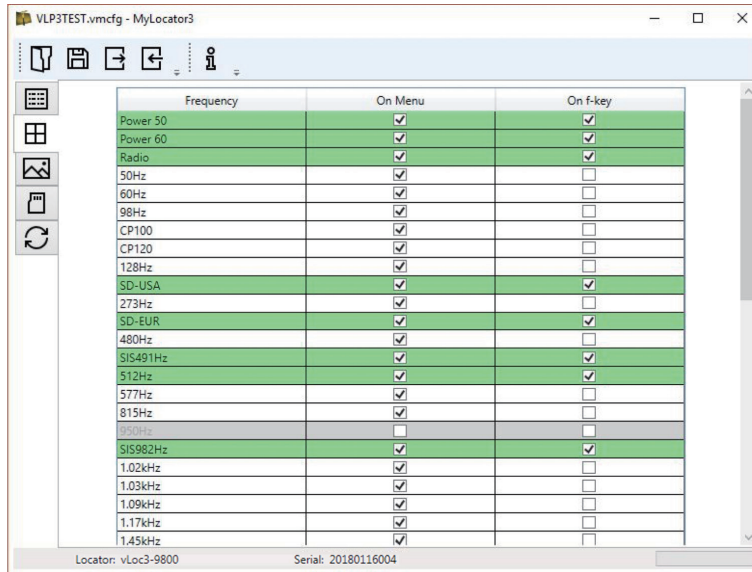 VLP3TEST.vmcfg - MyLocator3
Frequency On Menu On f-key
Power 50
Power 60
Radio
50Hz
60Hz
98Hz
CP100
CP120
128Hz
SD-USA
273Hz
SD-EUR
480Hz
SIS491Hz
512Hz
577Hz
815Hz
950Hz
SIS982Hz
1.02kHz
1.03kHz
1.09kHz
1.17kHz
1.45kHz
Locator: vLoc3-9800 Serial: 20180116004